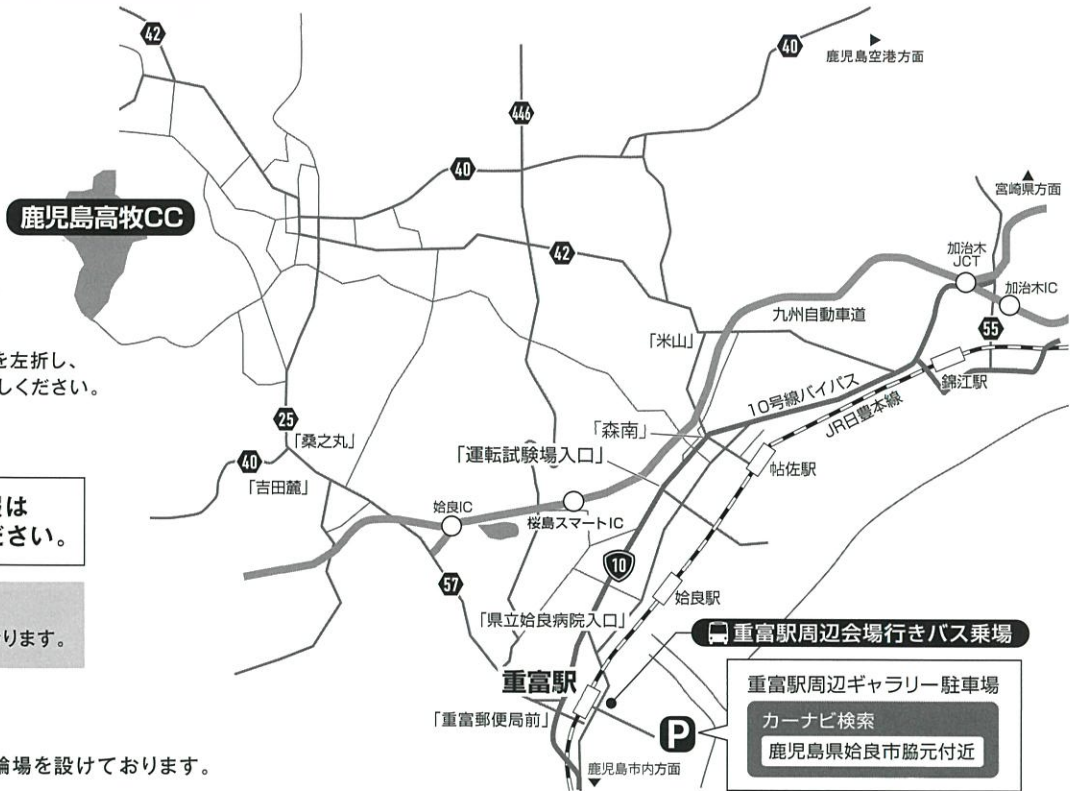 42
40
▶
鹿児島空港方面
446
▲
宮崎県方面
40
鹿児島高牧CC
42
加治木
JCT
加治木IC
九州自動車道
「米山」
55
を左折し、
しください。
錦江駅
10号線バイパス
JR日豊本線
25
「桑之丸」
「森南」
「運転試験場入口」
帖佐駅
40
「吉田麓」
報は
ださい。
姶良IC
桜島スマートIC
10
57
姶良駅
「県立姶良病院入口」
おります。
重富駅周辺会場行きバス乗場
重富駅
重富駅周辺ギャラリー駐車場
「重富郵便局前」
P
カーナビ検索
鹿児島県姶良市脇元付近
輪場を設けております。
鹿児島市内方面
▼